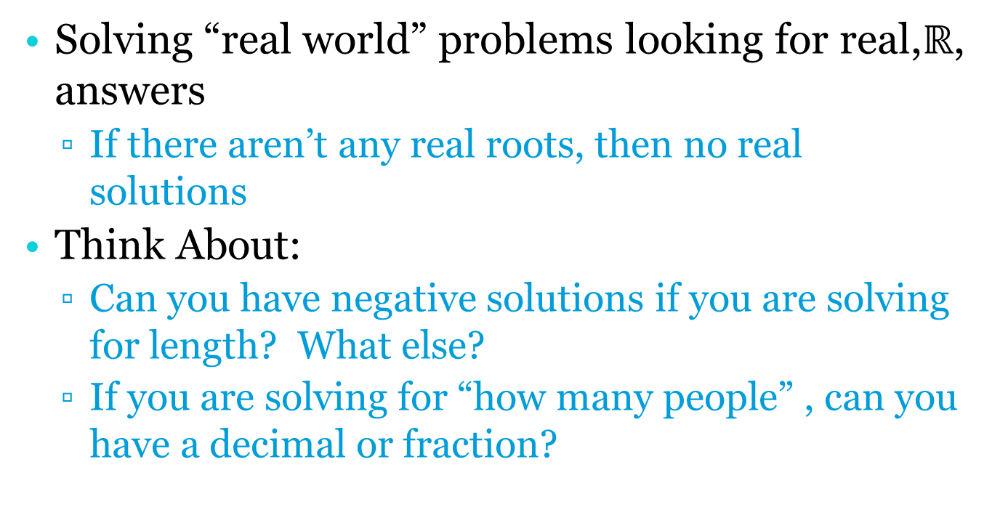 • Solving “real world” problems looking for real,ℝ,
answers
▫ If there aren’t any real roots, then no real
solutions
• Think About:
▫ Can you have negative solutions if you are solving
for length?  What else?
▫ If you are solving for “how many people” , can you
have a decimal or fraction?